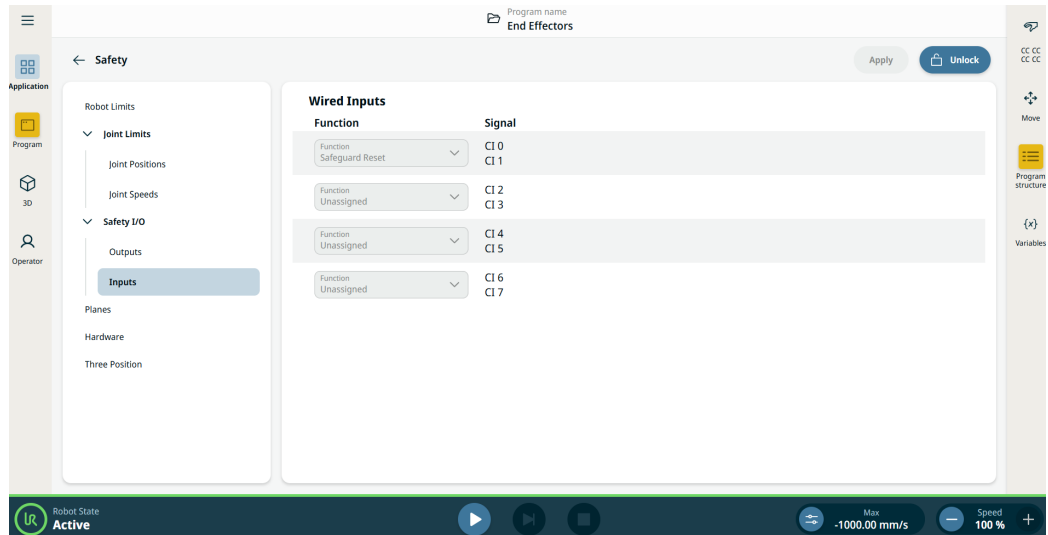 Program name
End Effectors
Safety
Apply
Unlock
CC CC
CC CC
Application
Program
3D
Operator
Robot Limits
Joint Limits
Joint Positions
Joint Speeds
Safety I/O
Outputs
Inputs
Planes
Hardware
Three Position
Wired Inputs
Function Signal
Function
Safeguard Reset
CI 0
CI 1
Function
Unassigned
CI 2
CI 3
Function
Unassigned
CI 4
CI 5
Function
Unassigned
CI 6
CI 7
Move
Program
structure
{x}
Variables
UR
Robot State
Active
Max
-1000.00 mm/s
Speed
100 %